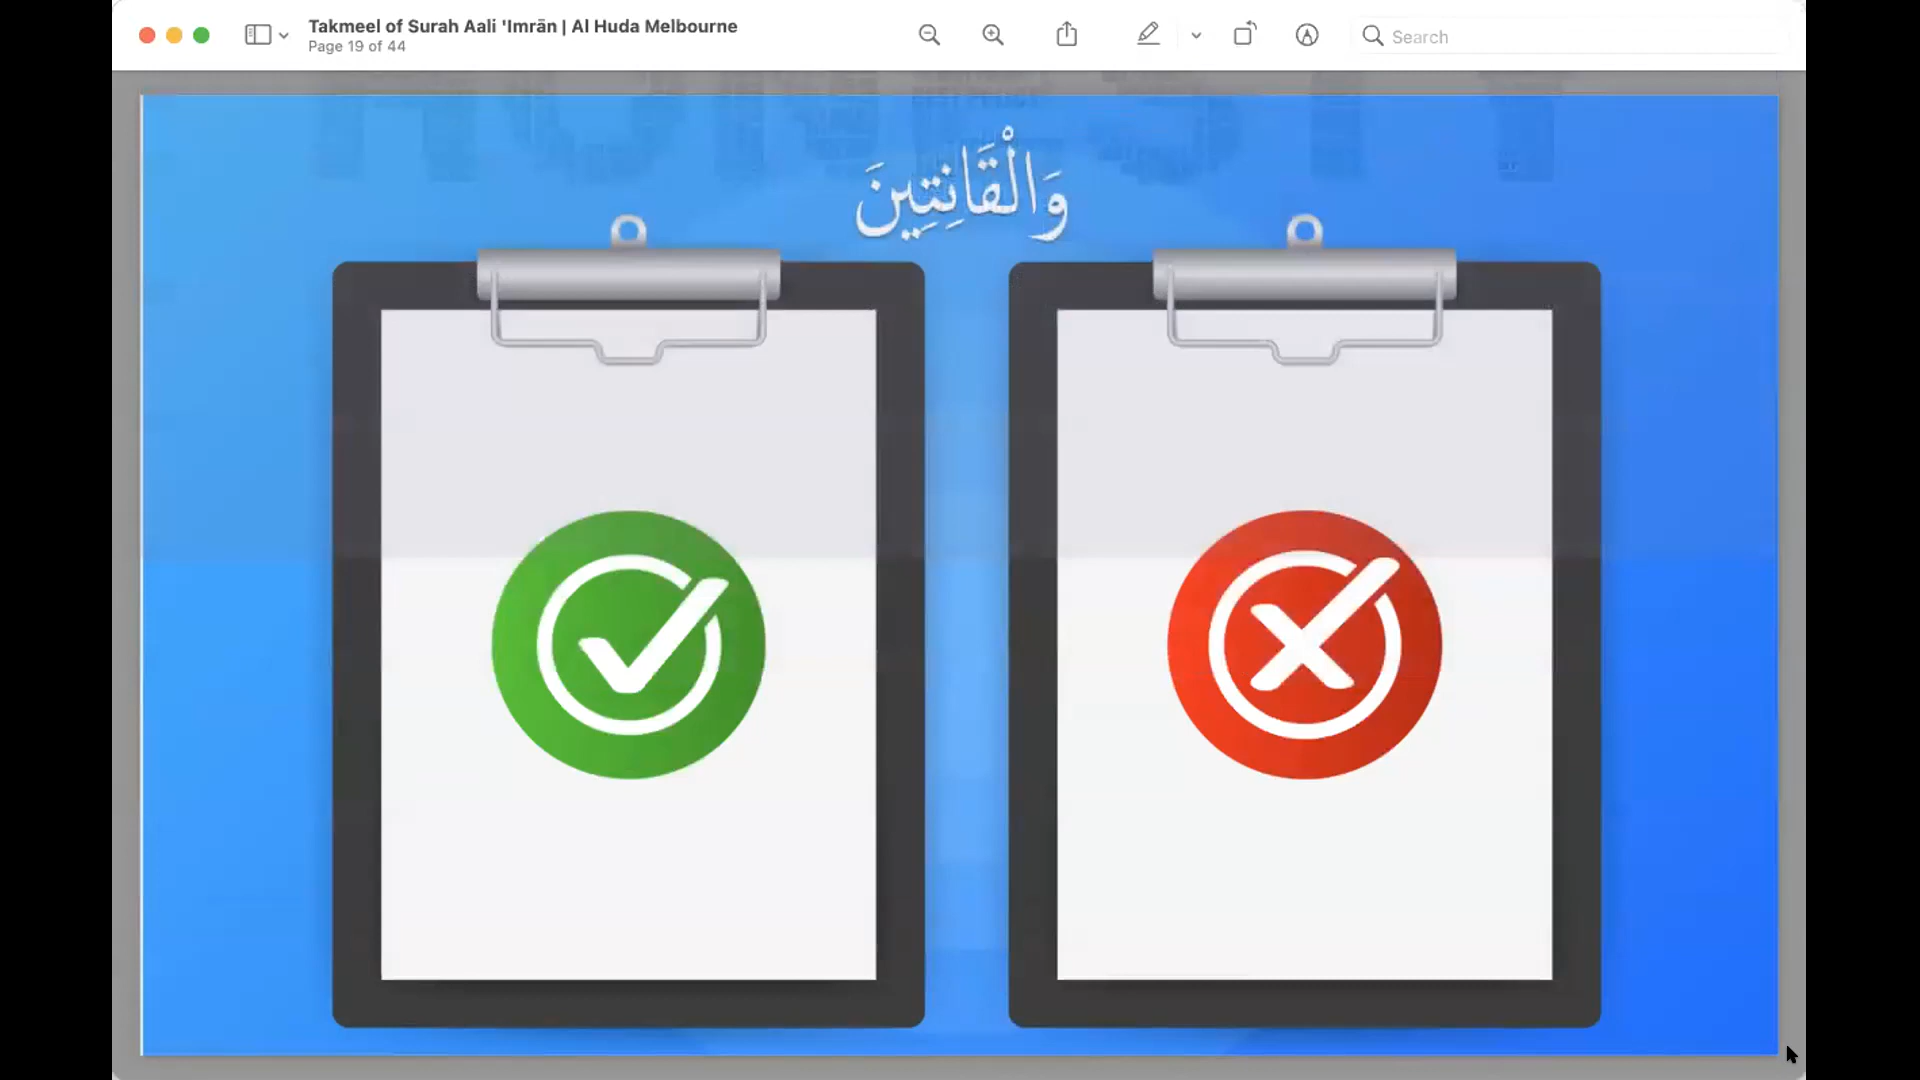 Takmeel of Surah Aali 'Imrān | Al Huda Melbourne
Page 19 of 44
Search
وَالْقَانِتِينَ